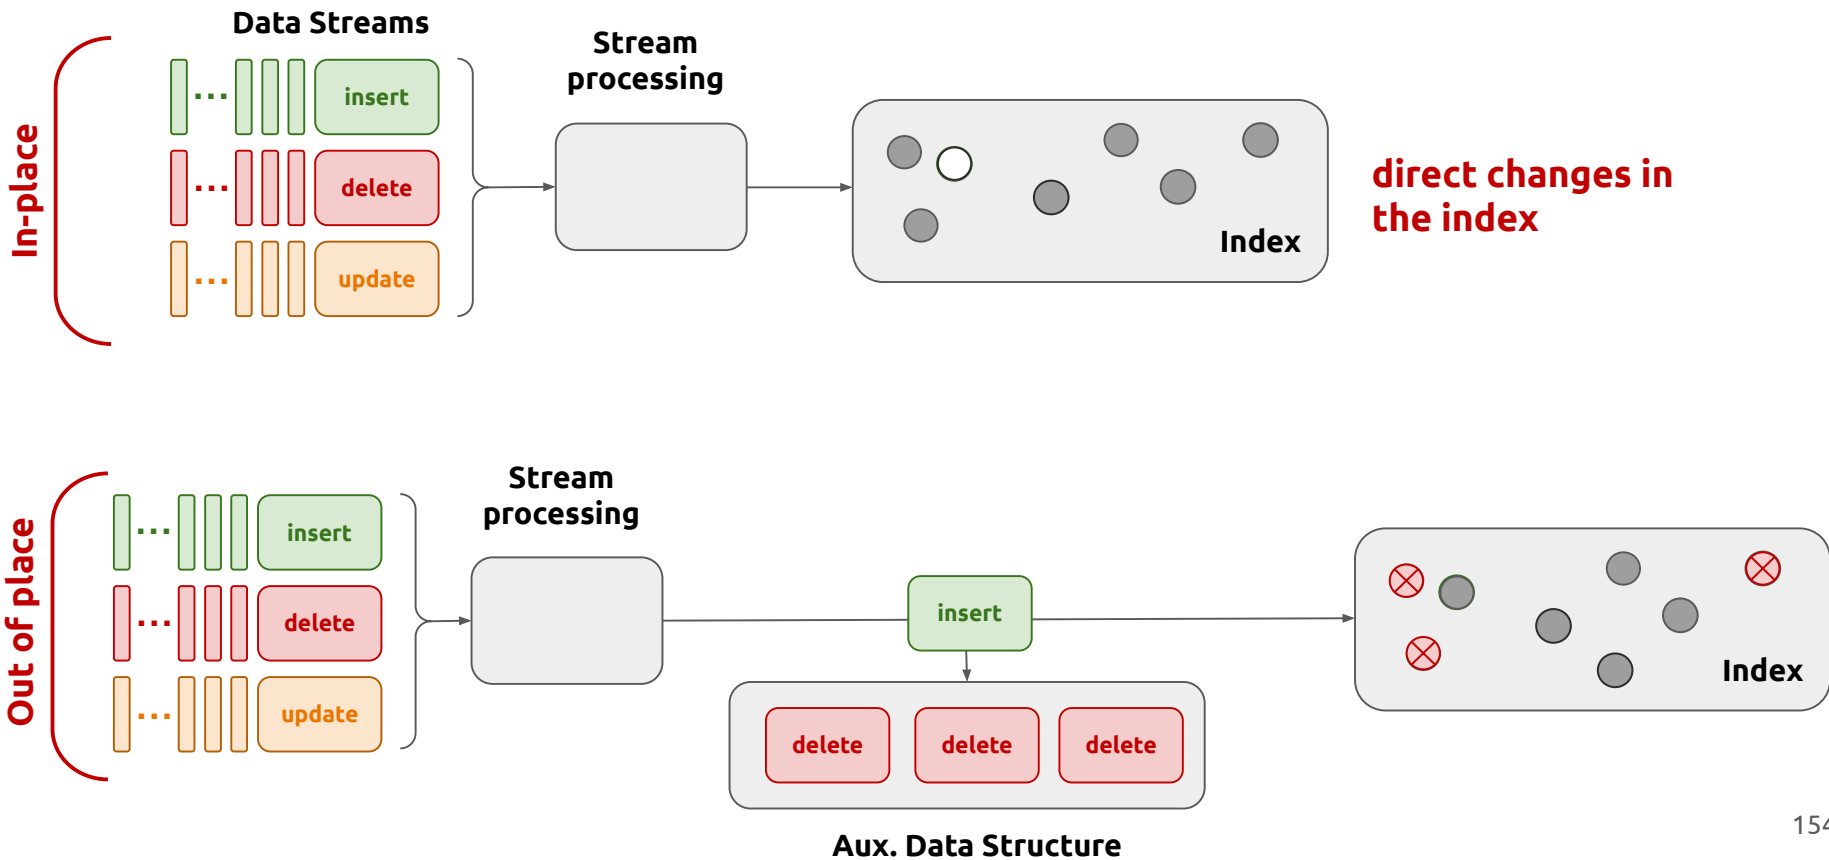 Data Streams
Stream
processing
In-place
insert
delete
update
Index
direct changes in
the index
Out of place
insert
delete
update
Stream
processing
insert
delete
delete
delete
Aux. Data Structure
Index
154